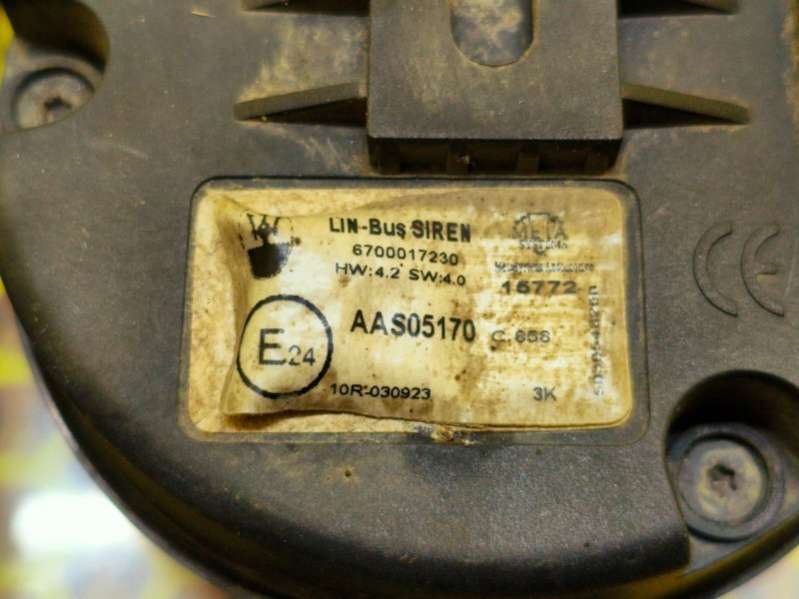 LIN-Bus SIREN
6700017230
HW:4.2 SW:4.0
META
15772
AAS05170
C.658
E24
10R-030923
3K
CE